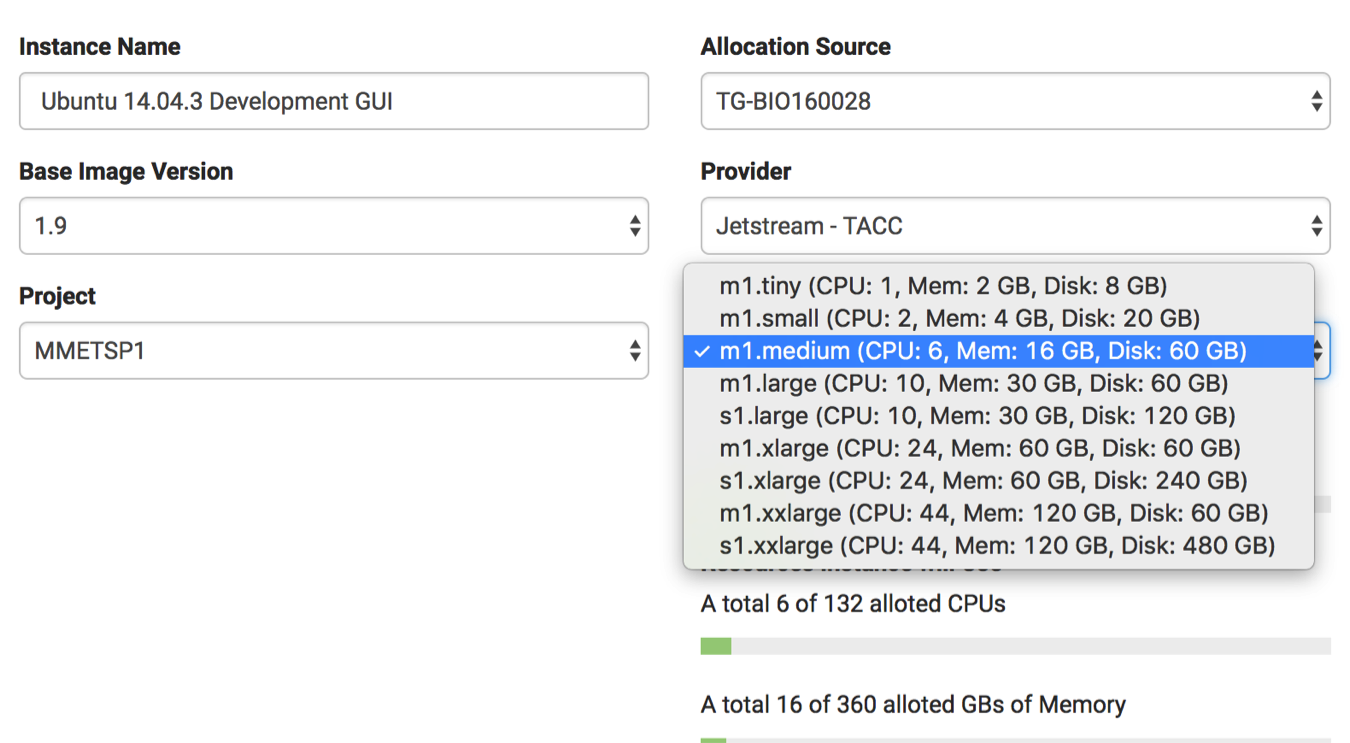 Instance Name
Ubuntu 14.04.3 Development GUI
Base Image Version
1.9
Project
MMETSP1
Allocation Source
TG-BIO160028
Provider
Jetstream - TACC
m1.tiny (CPU: 1, Mem: 2 GB, Disk: 8 GB)
m1.small (CPU: 2, Mem: 4 GB, Disk: 20 GB)
✓ m1.medium (CPU: 6, Mem: 16 GB, Disk: 60 GB)
m1.large (CPU: 10, Mem: 30 GB, Disk: 60 GB)
s1.large (CPU: 10, Mem: 30 GB, Disk: 120 GB)
m1.xlarge (CPU: 24, Mem: 60 GB, Disk: 60 GB)
s1.xlarge (CPU: 24, Mem: 60 GB, Disk: 240 GB)
m1.xxlarge (CPU: 44, Mem: 120 GB, Disk: 60 GB)
s1.xxlarge (CPU: 44, Mem: 120 GB, Disk: 480 GB)
A total 6 of 132 alloted CPUs
A total 16 of 360 alloted GBs of Memory